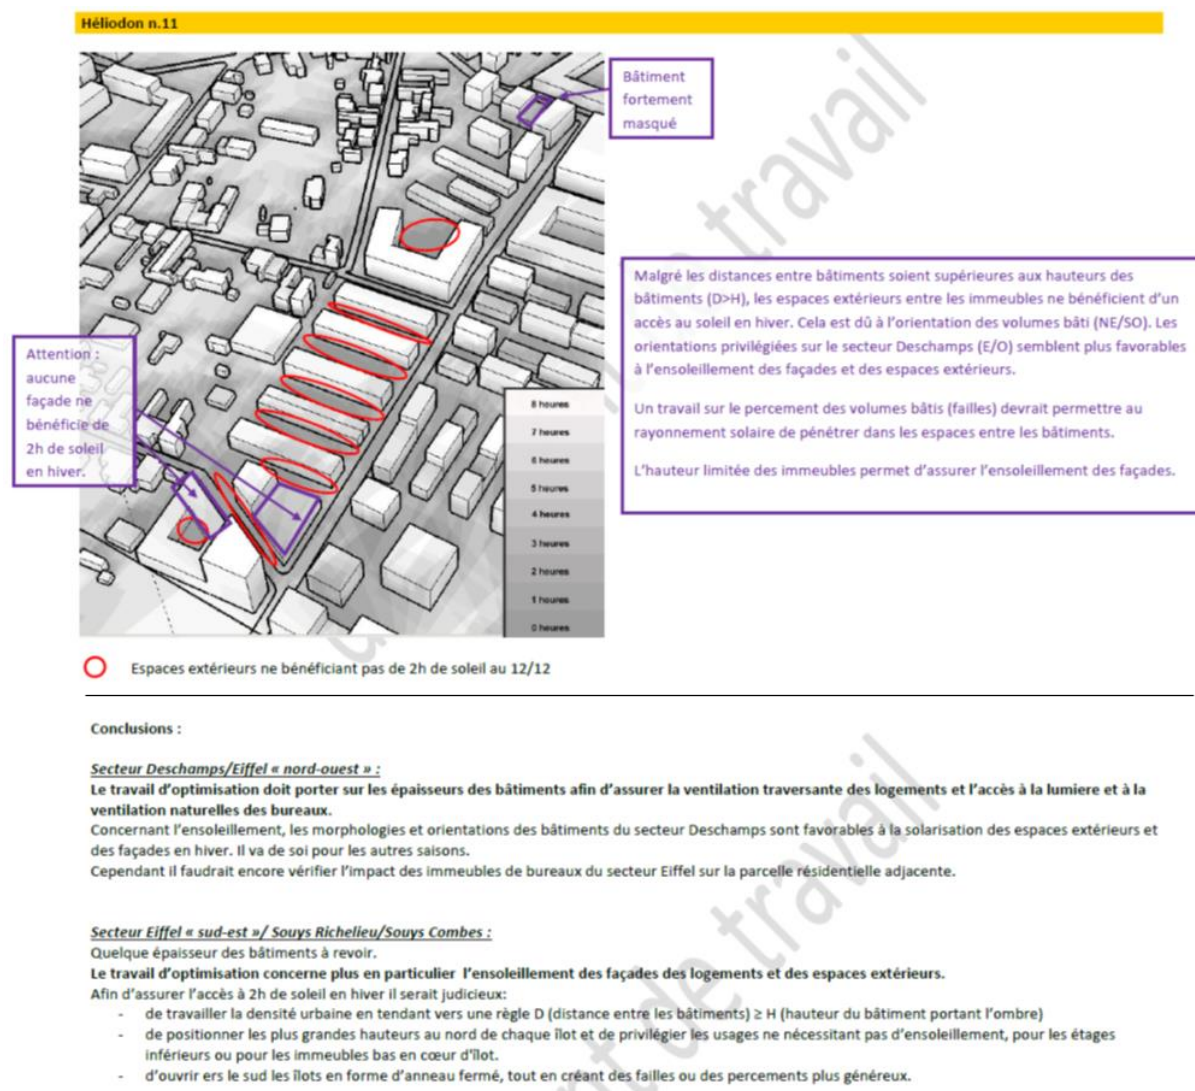 Héliodon n.11
Bâtiment
fortement
masqué
Malgré les distances entre bâtiments soient supérieures aux hauteurs des
bâtiments (D>H), les espaces extérieurs entre les immeubles ne bénéficient d'un
accès au soleil en hiver. Cela est dû à l'orientation des volumes bâti (NE/SO). Les
orientations privilégiées sur le secteur Deschamps (E/O) semblent plus favorables
à l'ensoleillement des façades et des espaces extérieurs.
Un travail sur le percement des volumes bâtis (failles) devrait permettre au
rayonnement solaire de pénétrer dans les espaces entre les bâtiments.
L'hauteur limitée des immeubles permet d'assurer l'ensoleillement des façades.
Attention :
aucune
façade ne
bénéficie de
2h de soleil
en hiver.
8 heures
7 heures
6 heures
5 heures
4 heures
3 heures
2 heures
1 heures
0 heures
Espaces extérieurs ne bénéficiant pas de 2h de soleil au 12/12
Conclusions :
Secteur Deschamps/Eiffel « nord-ouest » :
Le travail d'optimisation doit porter sur les épaisseurs des bâtiments afin d'assurer la ventilation traversante des logements et l'accès à la lumiere et à la
ventilation naturelles des bureaux.
Concernant l'ensoleillement, les morphologies et orientations des bâtiments du secteur Deschamps sont favorables à la solarisation des espaces extérieurs et
des façades en hiver. Il va de soi pour les autres saisons.
Cependant il faudrait encore vérifier l'impact des immeubles de bureaux du secteur Eiffel sur la parcelle résidentielle adjacente.
Secteur Eiffel « sud-est »/ Souys Richelieu/Souys Combes :
Quelque épaisseur des bâtiments à revoir.
Le travail d'optimisation concerne plus en particulier l'ensoleillement des façades des logements et des espaces extérieurs.
Afin d'assurer l'accès à 2h de soleil en hiver il serait judicieux:
- de travailler la densité urbaine en tendant vers une règle D (distance entre les bâtiments) ≥ H (hauteur du bâtiment portant l'ombre)
- de positionner les plus grandes hauteurs au nord de chaque îlot et de privilégier les usages ne nécessitant pas d'ensoleillement, pour les étages
inférieurs ou pour les immeubles bas en cœur d'îlot.
- d'ouvrir ers le sud les îlots en forme d'anneau fermé, tout en créant des failles ou des percements plus généreux.
de travail
nt de travail